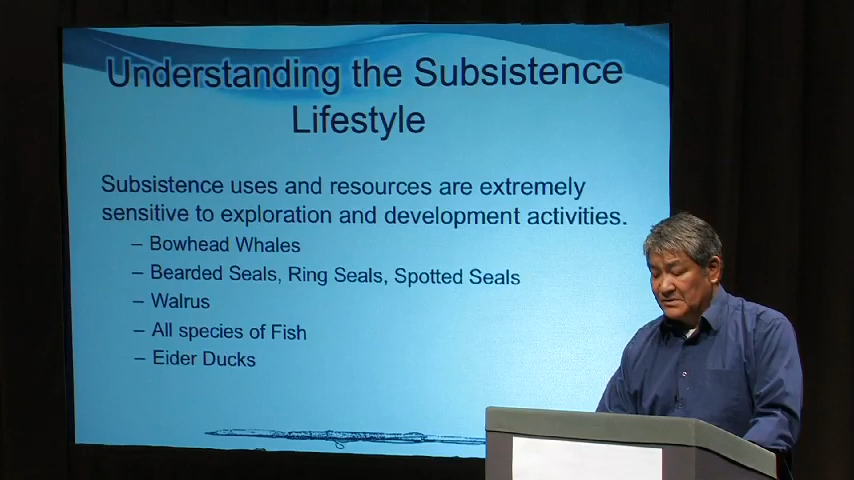 Understanding the Subsistence
Lifestyle
Subsistence uses and resources are extremely
sensitive to exploration and development activities.
– Bowhead Whales
– Bearded Seals, Ring Seals, Spotted Seals
– Walrus
– All species of Fish
– Eider Ducks